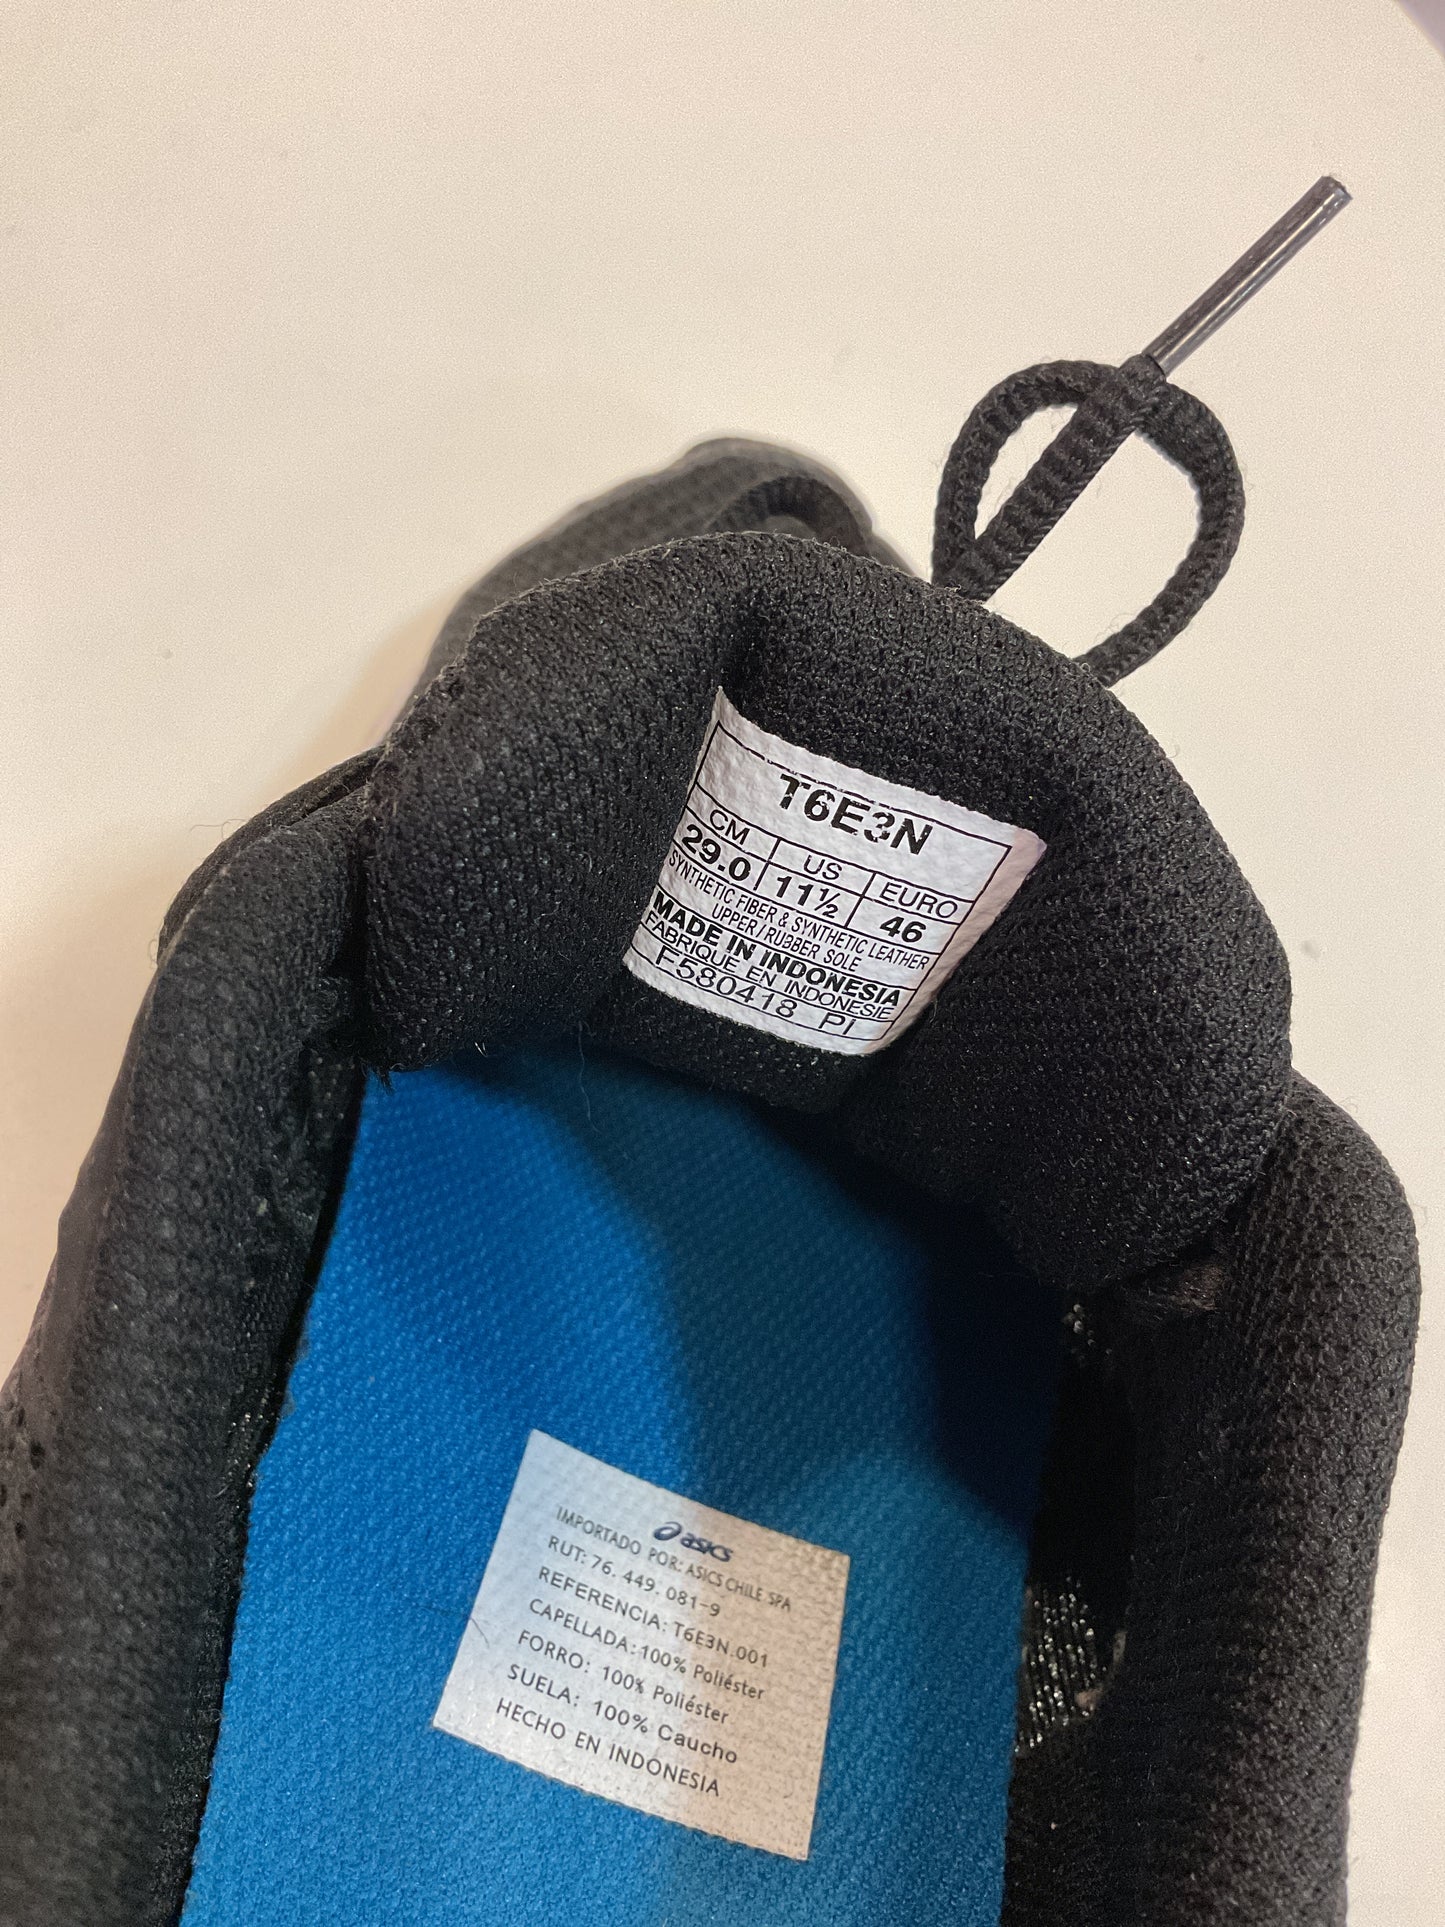 T6E3N
CM US EURO
29.0 11½ 46
SYNTHETIC FIBER & SYNTHETIC LEATHER
UPPER / RUBBER SOLE
MADE IN INDONESIA
FABRIQUE EN INDONESIE
F580418 PI
asics
IMPORTADO POR: ASICS CHILE SPA
RUT: 76. 449. 081-9
REFERENCIA: T6E3N.001
CAPELLADA: 100% Poliéster
FORRO: 100% Poliéster
SUELA: 100% Caucho
HECHO EN INDONESIA